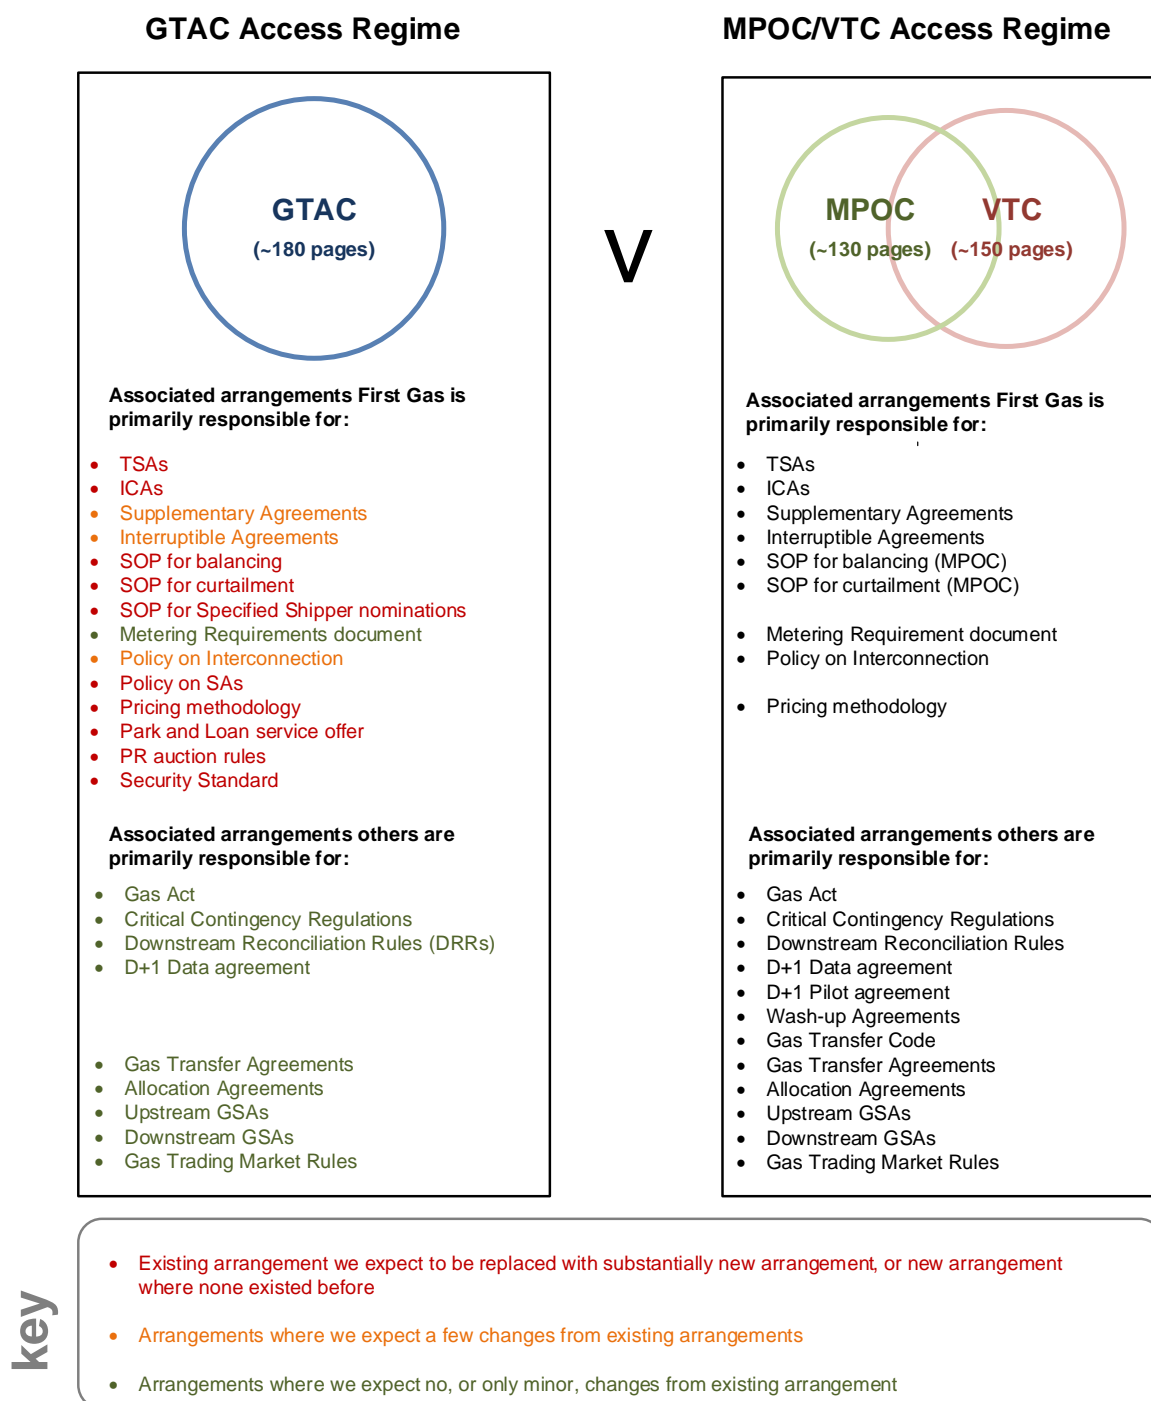 GTAC Access Regime
GTAC
(~180 pages)
Associated arrangements First Gas is
primarily responsible for:
• TSAs
• ICAs
• Supplementary Agreements
• Interruptible Agreements
• SOP for balancing
• SOP for curtailment
• SOP for Specified Shipper nominations
• Metering Requirements document
• Policy on Interconnection
• Policy on SAs
• Pricing methodology
• Park and Loan service offer
• PR auction rules
• Security Standard
Associated arrangements others are
primarily responsible for:
• Gas Act
• Critical Contingency Regulations
• Downstream Reconciliation Rules (DRRs)
• D+1 Data agreement
• Gas Transfer Agreements
• Allocation Agreements
• Upstream GSAs
• Downstream GSAs
• Gas Trading Market Rules
V
MPOC/VTC Access Regime
MPOC
(~130 pages)
VTC
(~150 pages)
Associated arrangements First Gas is
primarily responsible for:
• TSAs
• ICAs
• Supplementary Agreements
• Interruptible Agreements
• SOP for balancing (MPOC)
• SOP for curtailment (MPOC)
• Metering Requirement document
• Policy on Interconnection
• Pricing methodology
Associated arrangements others are
primarily responsible for:
• Gas Act
• Critical Contingency Regulations
• Downstream Reconciliation Rules
• D+1 Data agreement
• D+1 Pilot agreement
• Wash-up Agreements
• Gas Transfer Code
• Gas Transfer Agreements
• Allocation Agreements
• Upstream GSAs
• Downstream GSAs
• Gas Trading Market Rules
key
• Existing arrangement we expect to be replaced with substantially new arrangement, or new arrangement
where none existed before
• Arrangements where we expect a few changes from existing arrangements
• Arrangements where we expect no, or only minor, changes from existing arrangement